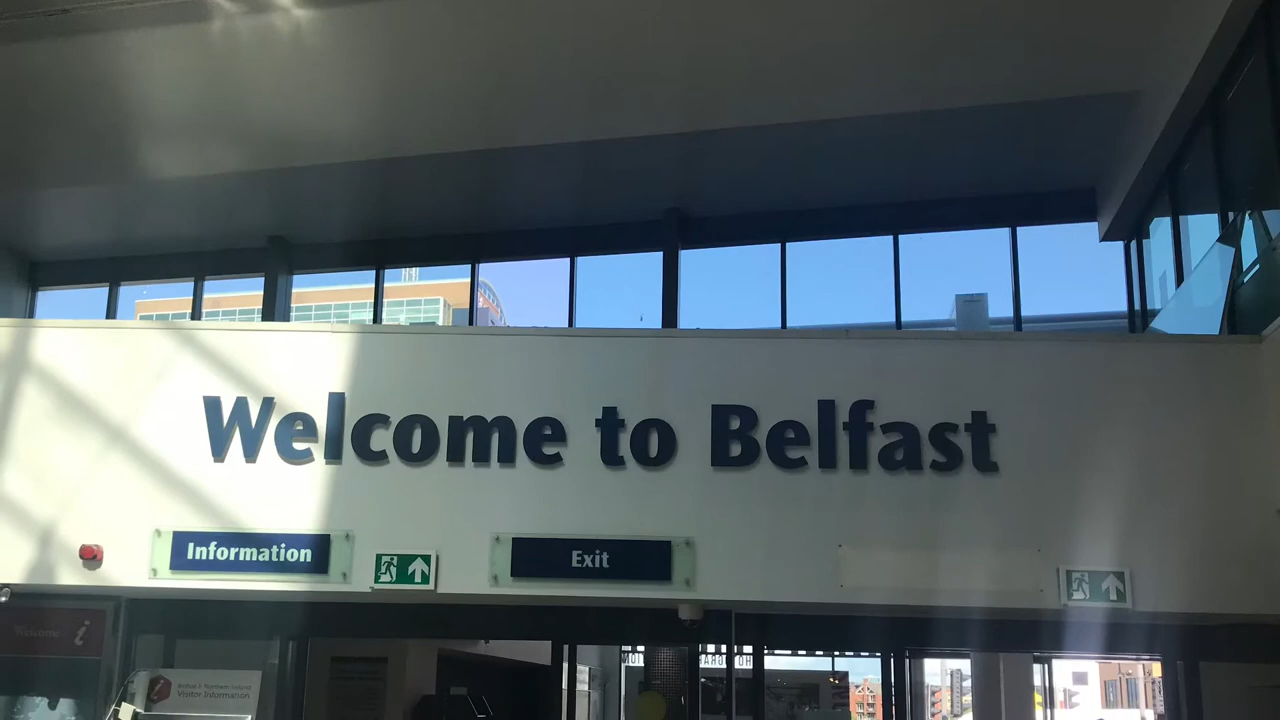 Welcome to Belfast
Information
Exit
Welcome i
Visitor Information